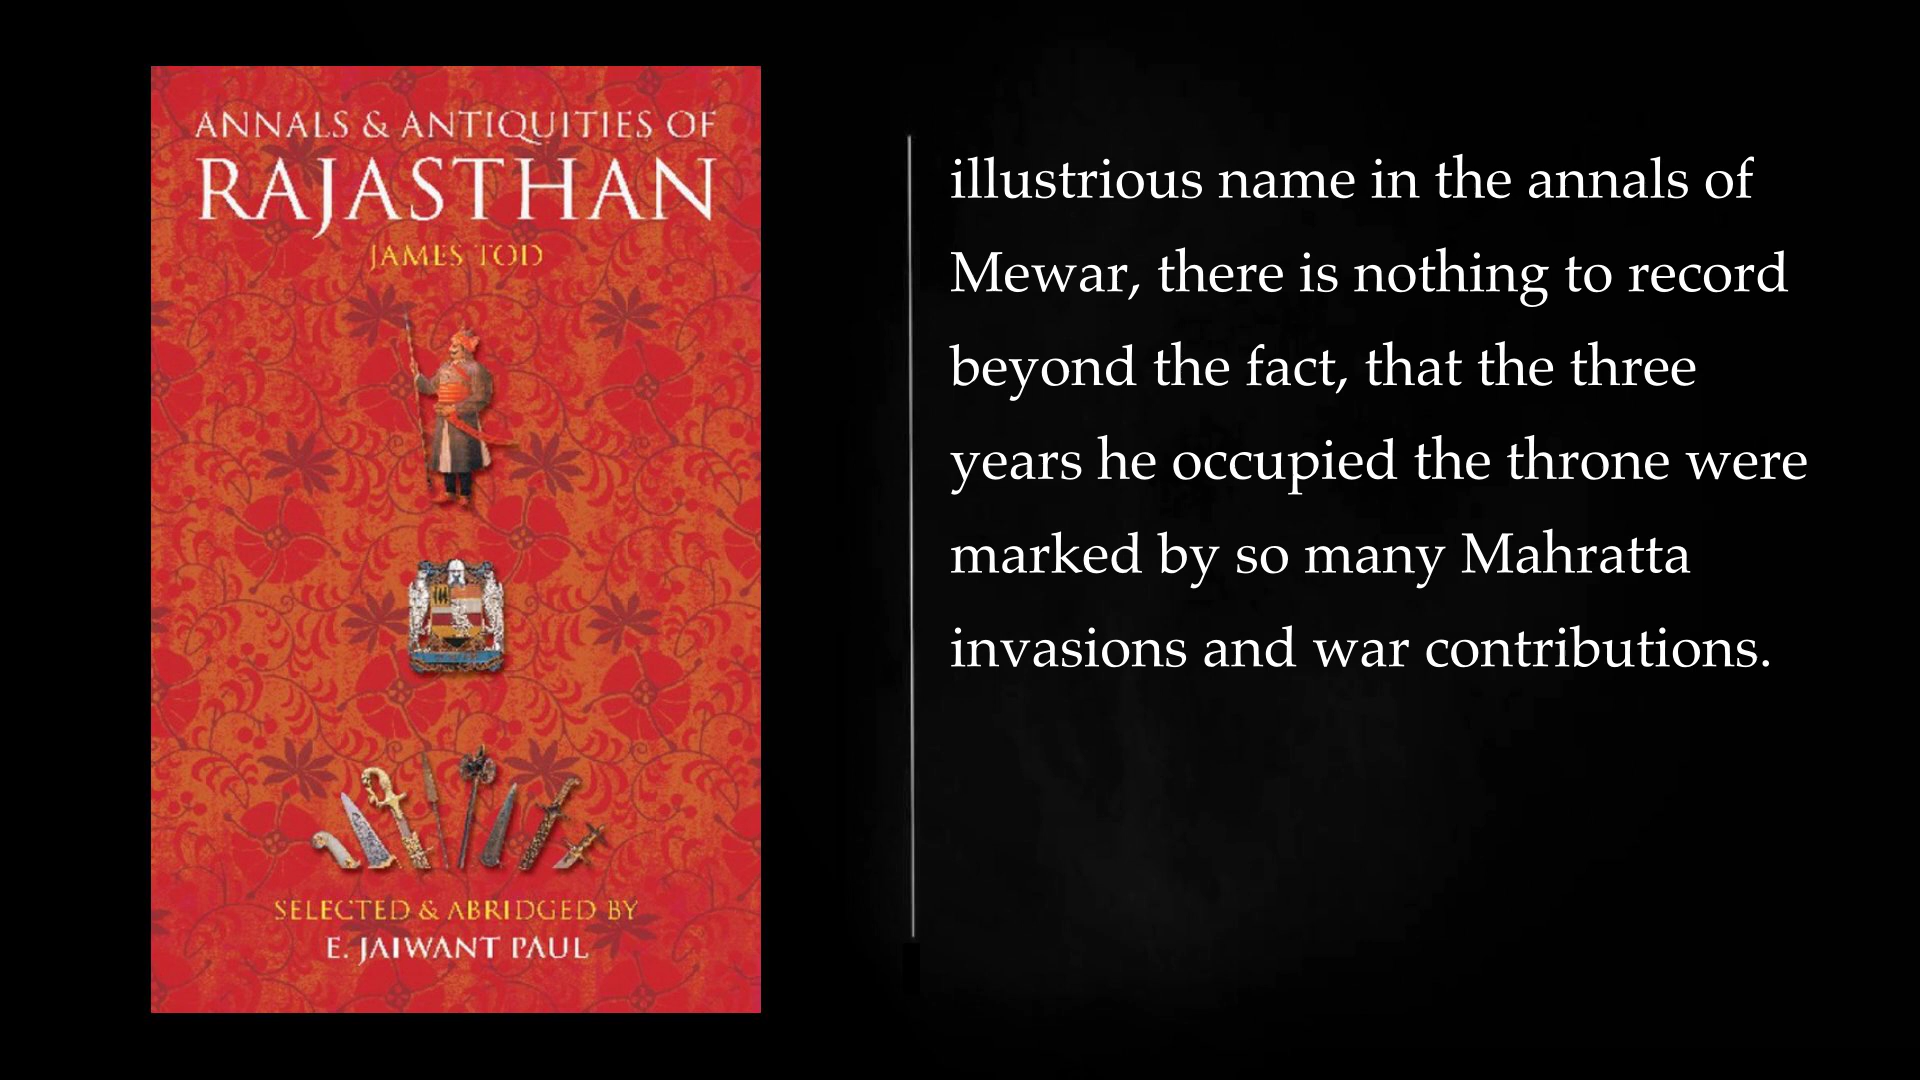 ANNALS & ANTIQUITIES OF
RAJASTHAN
JAMES TOD
SELECTED & ABRIDGED BY
E. JAIWANT PAUL
illustrious name in the annals of
Mewar, there is nothing to record
beyond the fact, that the three
years he occupied the throne were
marked by so many Mahratta
invasions and war contributions.